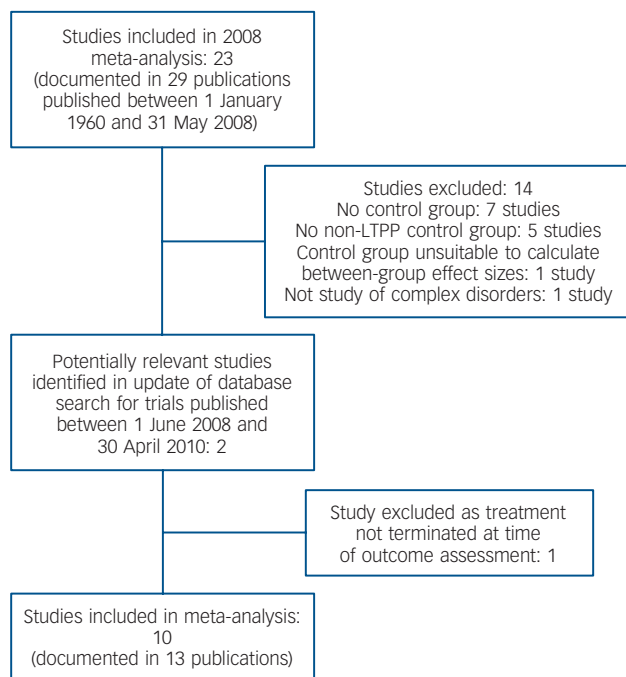 Studies included in 2008
meta-analysis: 23
(documented in 29 publications
published between 1 January
1960 and 31 May 2008)
Studies excluded: 14
No control group: 7 studies
No non-LTPP control group: 5 studies
Control group unsuitable to calculate
between-group effect sizes: 1 study
Not study of complex disorders: 1 study
Potentially relevant studies
identified in update of database
search for trials published
between 1 June 2008 and
30 April 2010: 2
Study excluded as treatment
not terminated at time
of outcome assessment: 1
Studies included in meta-analysis:
10
(documented in 13 publications)